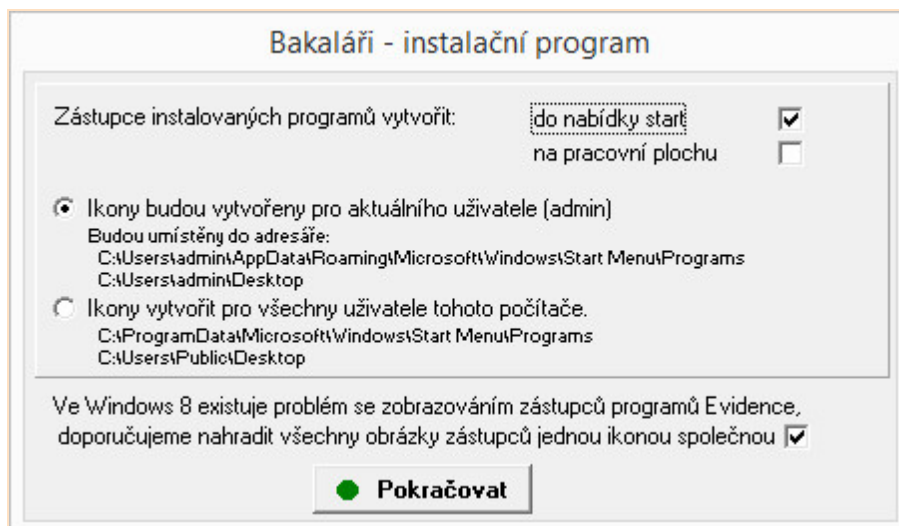 Bakaláři - instalační program
Zástupce instalovaných programů vytvořit: do nabídky start
na pracovní plochu
Ikony budou vytvořeny pro aktuálního uživatele (admin)
Budou umístěny do adresáře:
C:\Users\admin\AppData\Roaming\Microsoft\Windows\Start Menu\Programs
C:\Users\admin\Desktop
Ikony vytvořit pro všechny uživatele tohoto počítače.
C:\ProgramData\Microsoft\Windows\Start Menu\Programs
C:\Users\Public\Desktop
Ve Windows 8 existuje problém se zobrazováním zástupců programů Evidence,
doporučujeme nahradit všechny obrázky zástupců jednou ikonou společnou
Pokračovat